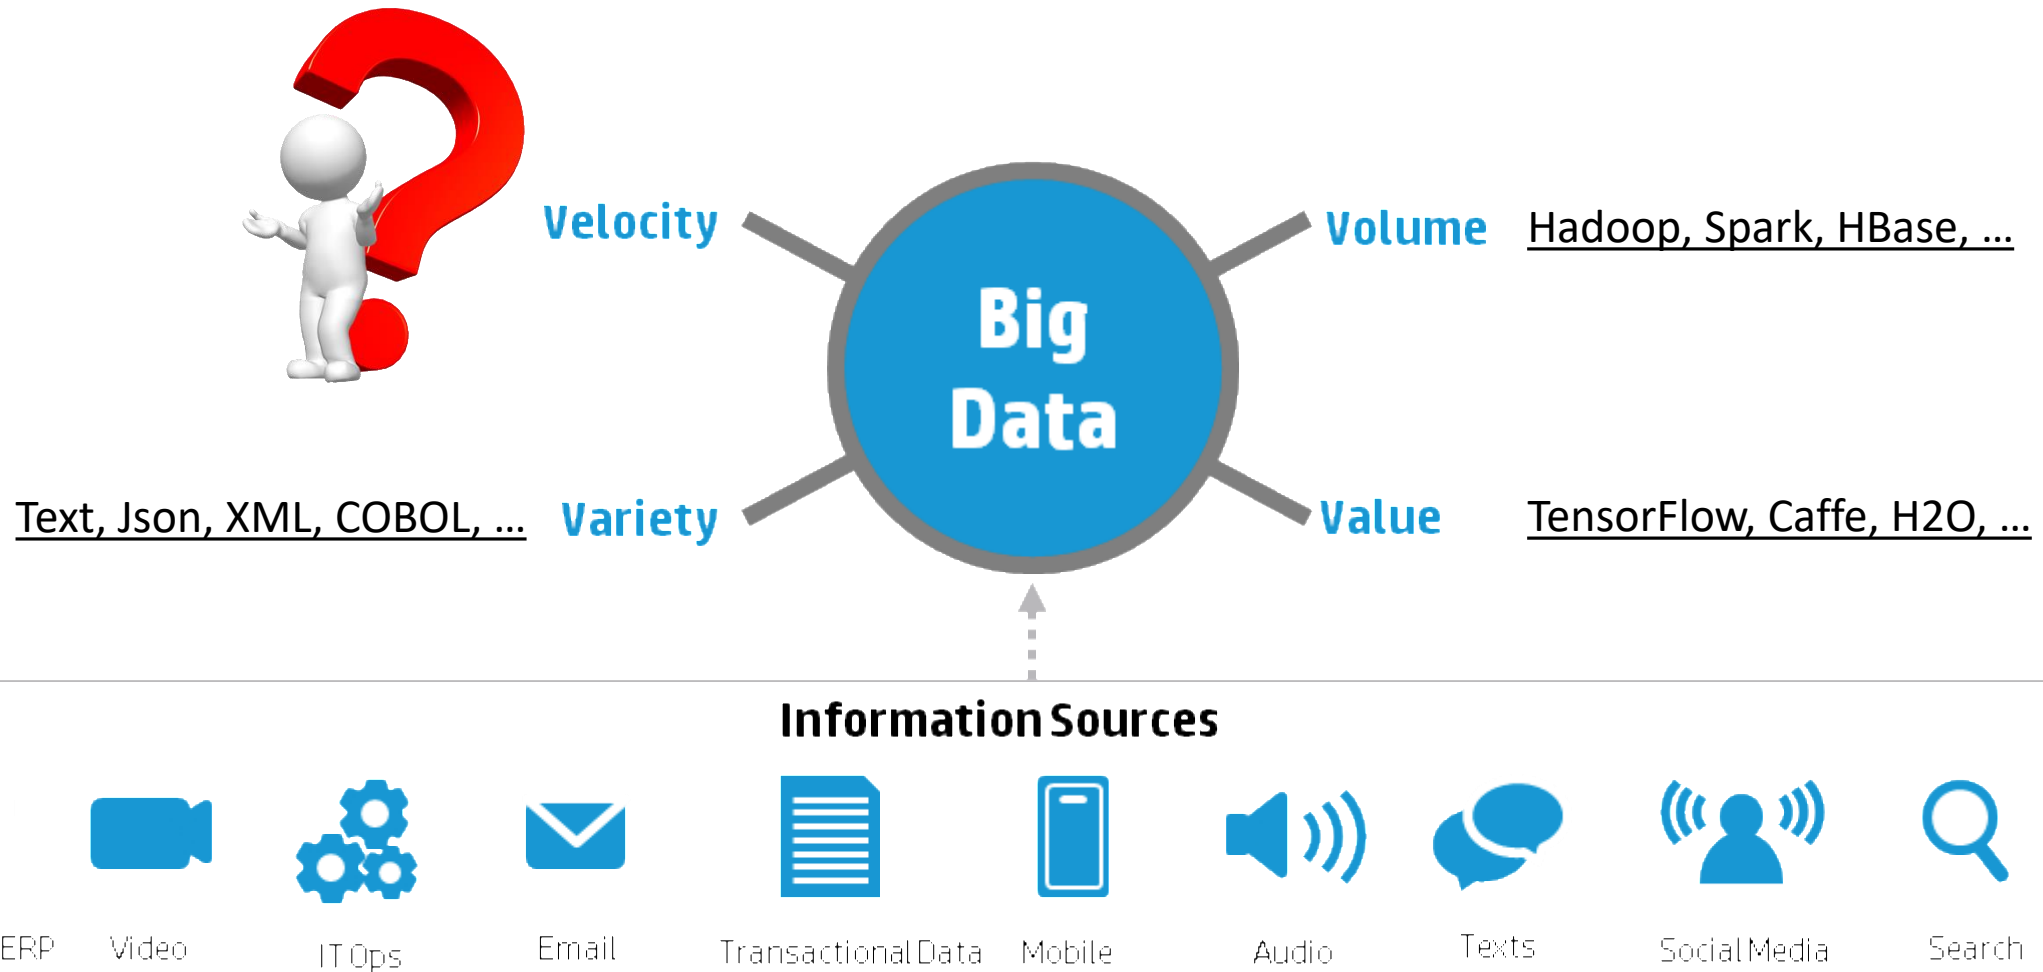 Velocity
Volume
Hadoop, Spark, HBase, ...
Big
Data
Text, Json, XML, COBOL, ...
Variety
Value
TensorFlow, Caffe, H2O, ...
Information Sources
ERP
Video
IT Ops
Email
Transactional Data
Mobile
Audio
Texts
Social Media
Search